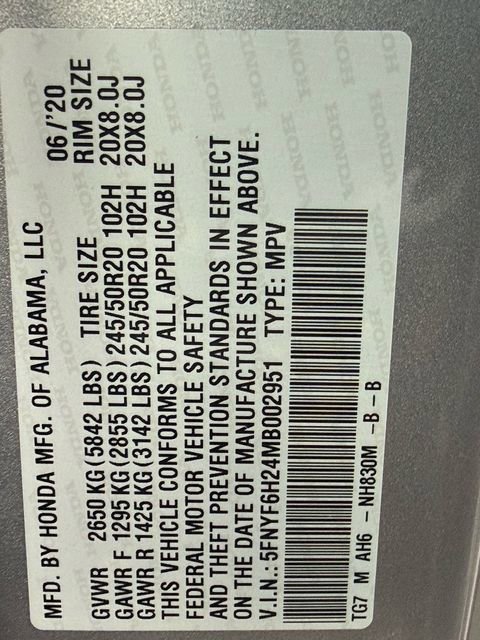 MFD. BY HONDA MFG. OF ALABAMA, LLC 06/'20
GVWR 2650 KG (5842 LBS) TIRE SIZE RIM SIZE
GAWR F 1295 KG (2855 LBS) 245/50R20 102H 20X8.0J
GAWR R 1425 KG (3142 LBS) 245/50R20 102H 20X8.0J
THIS VEHICLE CONFORMS TO ALL APPLICABLE
FEDERAL MOTOR VEHICLE SAFETY
AND THEFT PREVENTION STANDARDS IN EFFECT
ON THE DATE OF MANUFACTURE SHOWN ABOVE.
V.I.N.: 5FNYF6H24MB002951 TYPE: MPV
TG7 M AH6 - NH830M -B - B